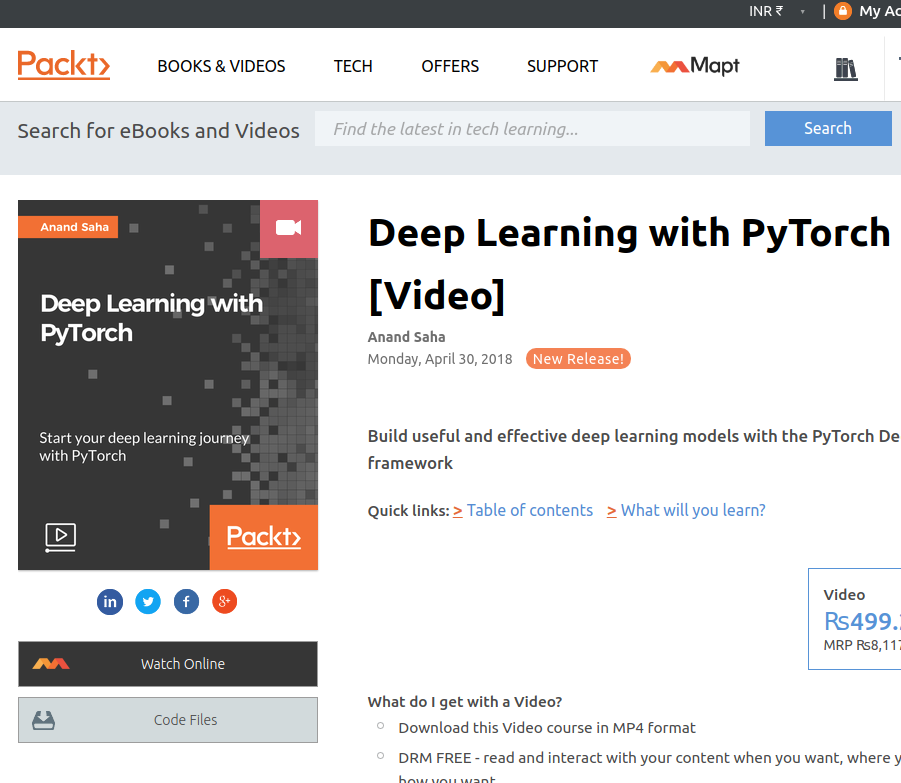 INR ₹ | My Ac
Packt>
BOOKS & VIDEOS TECH OFFERS SUPPORT Mapt
Search for eBooks and Videos Find the latest in tech learning... Search
Anand Saha
Deep Learning with
PyTorch
Start your deep learning journey
with PyTorch
Packt>
in f g+
Watch Online
Code Files
Deep Learning with PyTorch
[Video]
Anand Saha
Monday, April 30, 2018 New Release!
Build useful and effective deep learning models with the PyTorch De
framework
Quick links: > Table of contents > What will you learn?
Video
₨499.
MRP ₨8,117
What do I get with a Video?
Download this Video course in MP4 format
DRM FREE - read and interact with your content when you want, where y
how you want